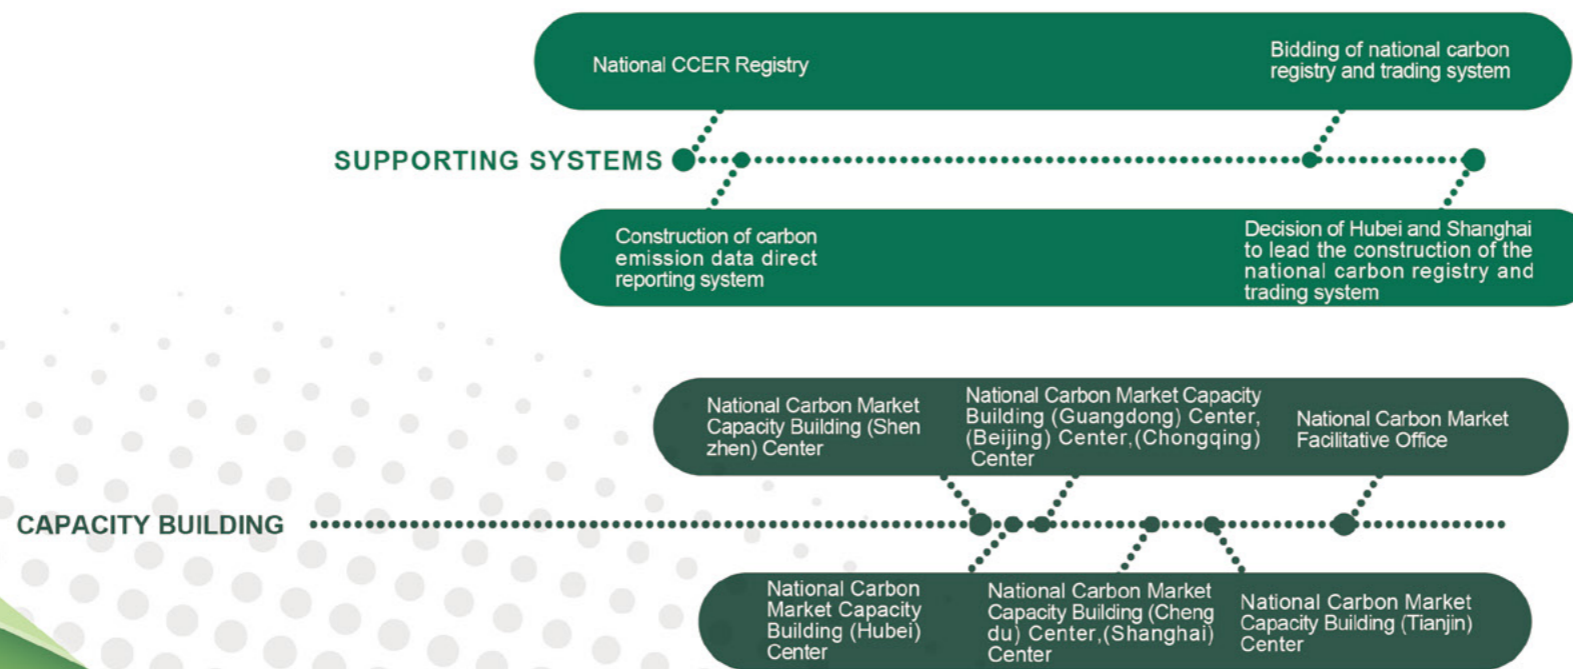 National CCER Registry
Bidding of national carbon
registry and trading system
SUPPORTING SYSTEMS
Construction of carbon
emission data direct
reporting system
Decision of Hubei and Shanghai
to lead the construction of the
national carbon registry and
trading system
National Carbon Market
Capacity Building (Shen
zhen) Center
National Carbon Market Capacity
Building (Guangdong) Center,
(Beijing) Center,(Chongqing)
Center
National Carbon Market
Facilitative Office
CAPACITY BUILDING
National Carbon
Market Capacity
Building (Hubei)
Center
National Carbon Market
Capacity Building (Cheng
du) Center,(Shanghai)
Center
National Carbon Market
Capacity Building (Tianjin)
Center